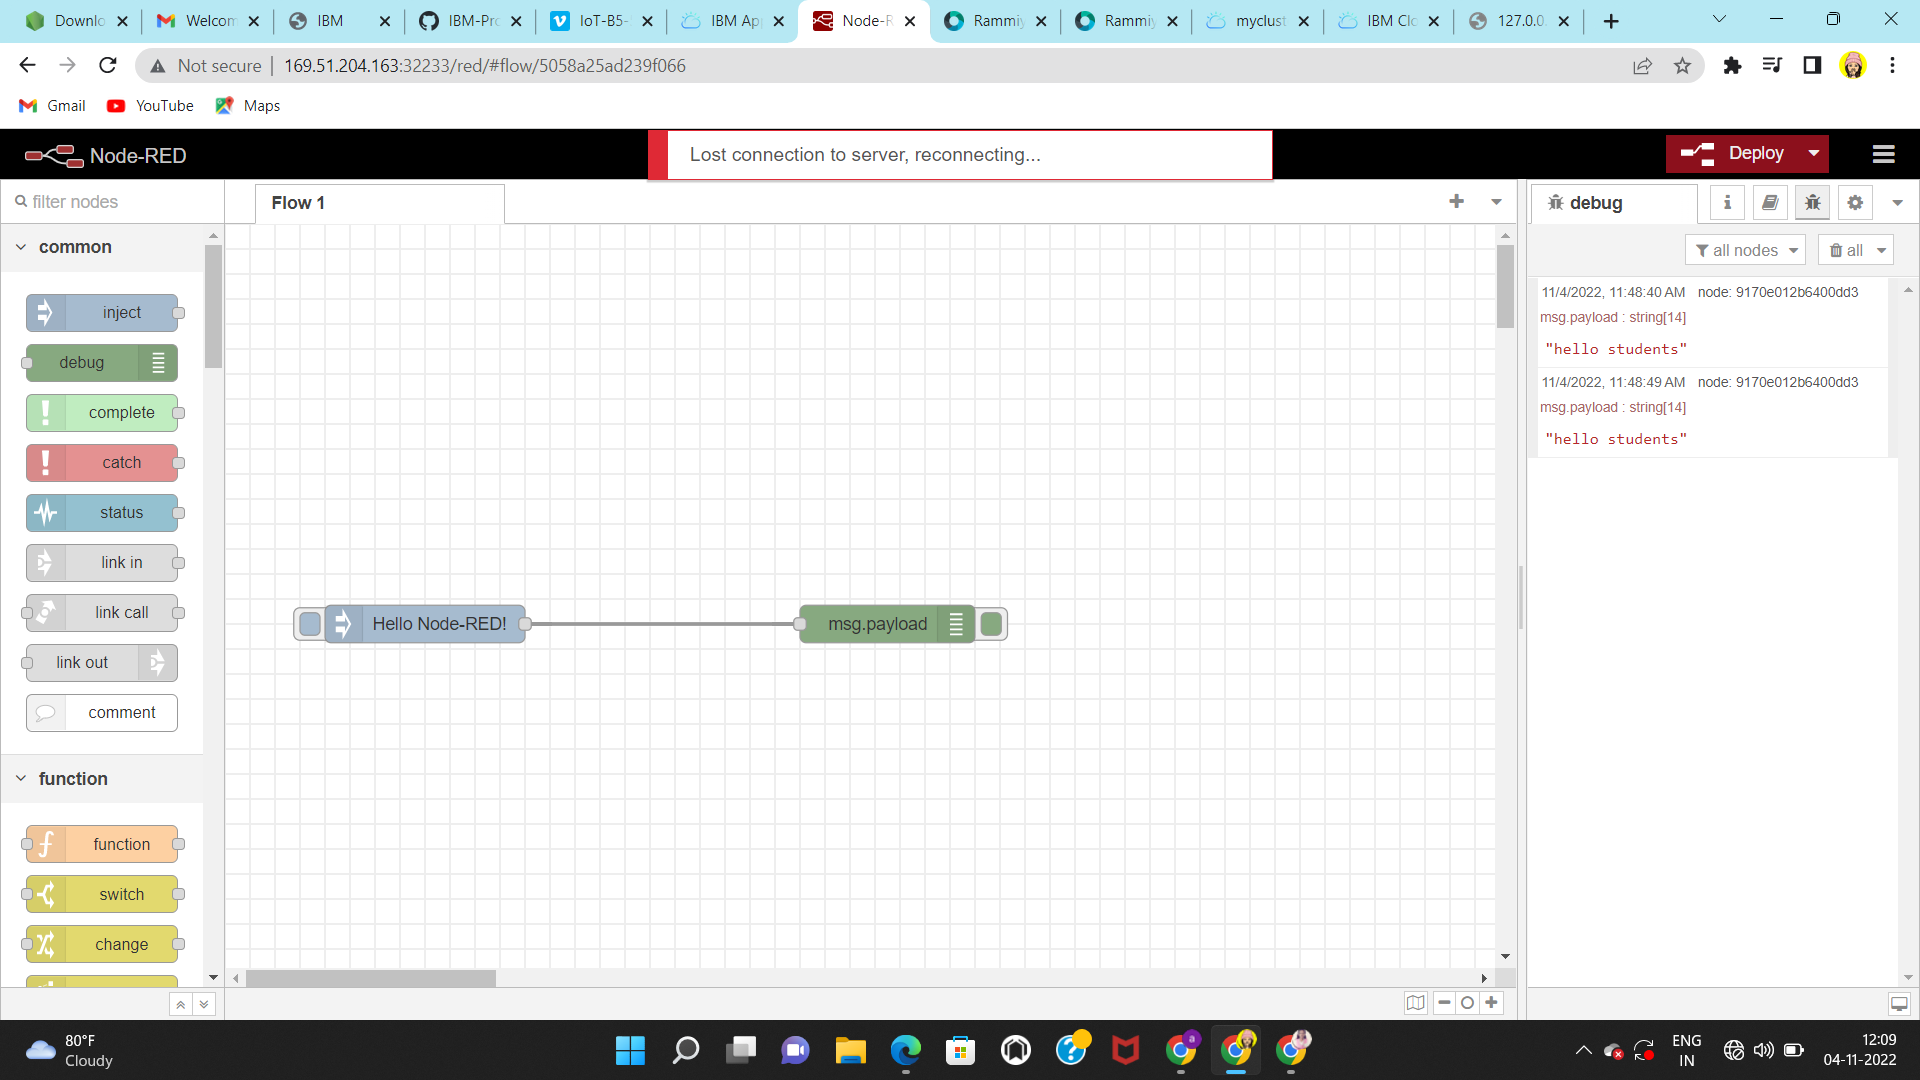 Downlo
Welcom
IBM
IBM-Pro
IoT-B5-
IBM Ap
Node-R
Rammiy
Rammiy
myclust
IBM Clo
127.0.0.
Not secure
169.51.204.163:32233/red/#flow/5058a25ad239f066
Gmail
YouTube
Maps
Node-RED
Lost connection to server, reconnecting...
Deploy
filter nodes
Flow 1
debug
all nodes
all
common
inject
debug
complete
catch
status
link in
link call
link out
comment
function
function
switch
change
Hello Node-RED!
msg.payload
11/4/2022, 11:48:40 AM node: 9170e012b6400dd3
msg.payload : string[14]
"hello students"
11/4/2022, 11:48:49 AM node: 9170e012b6400dd3
msg.payload : string[14]
"hello students"
80°F
Cloudy
ENG
IN
12:09
04-11-2022